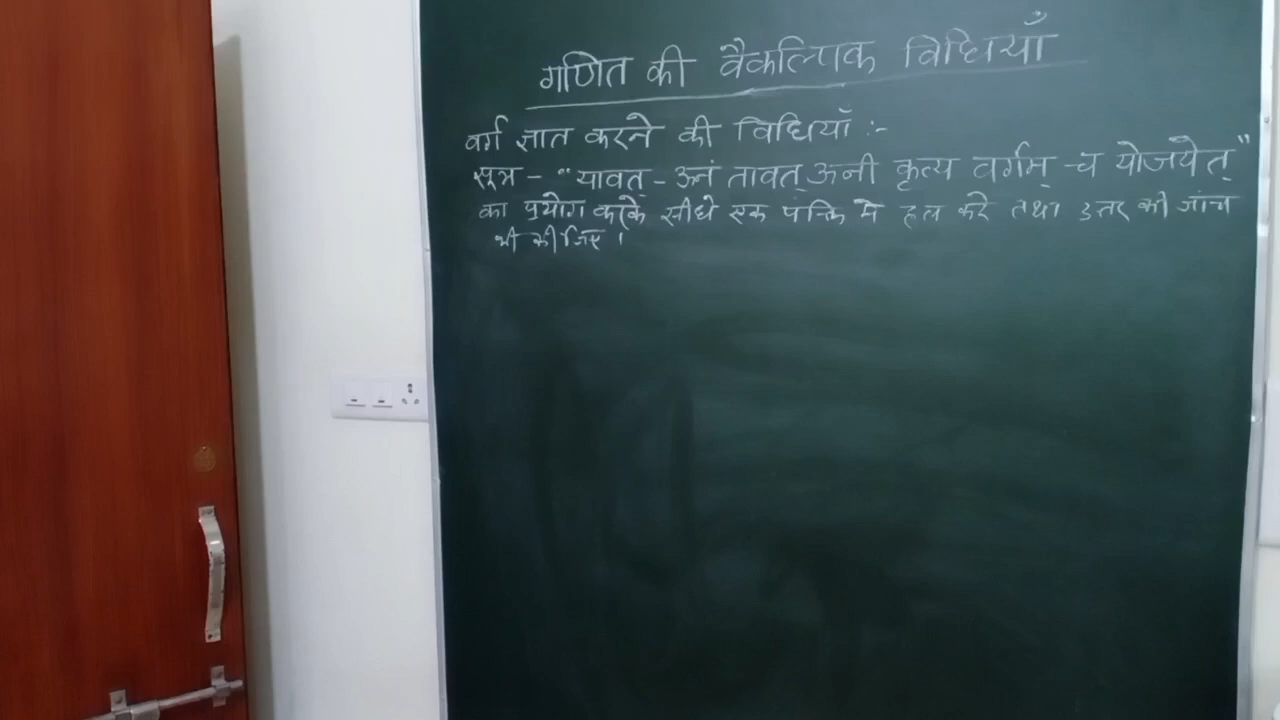 गणित की वैकल्पिक विधियाँ
वर्ग ज्ञात करने की विधियाँ :-
सूत्र - "यावत् - ऊनं तावत् ऊनी कृत्य वर्गम् - च योजयेत्"
का प्रयोग करके सीधे एक पंक्ति मे हल करे तथा उत्तर की जांच
भी कीजिए ।